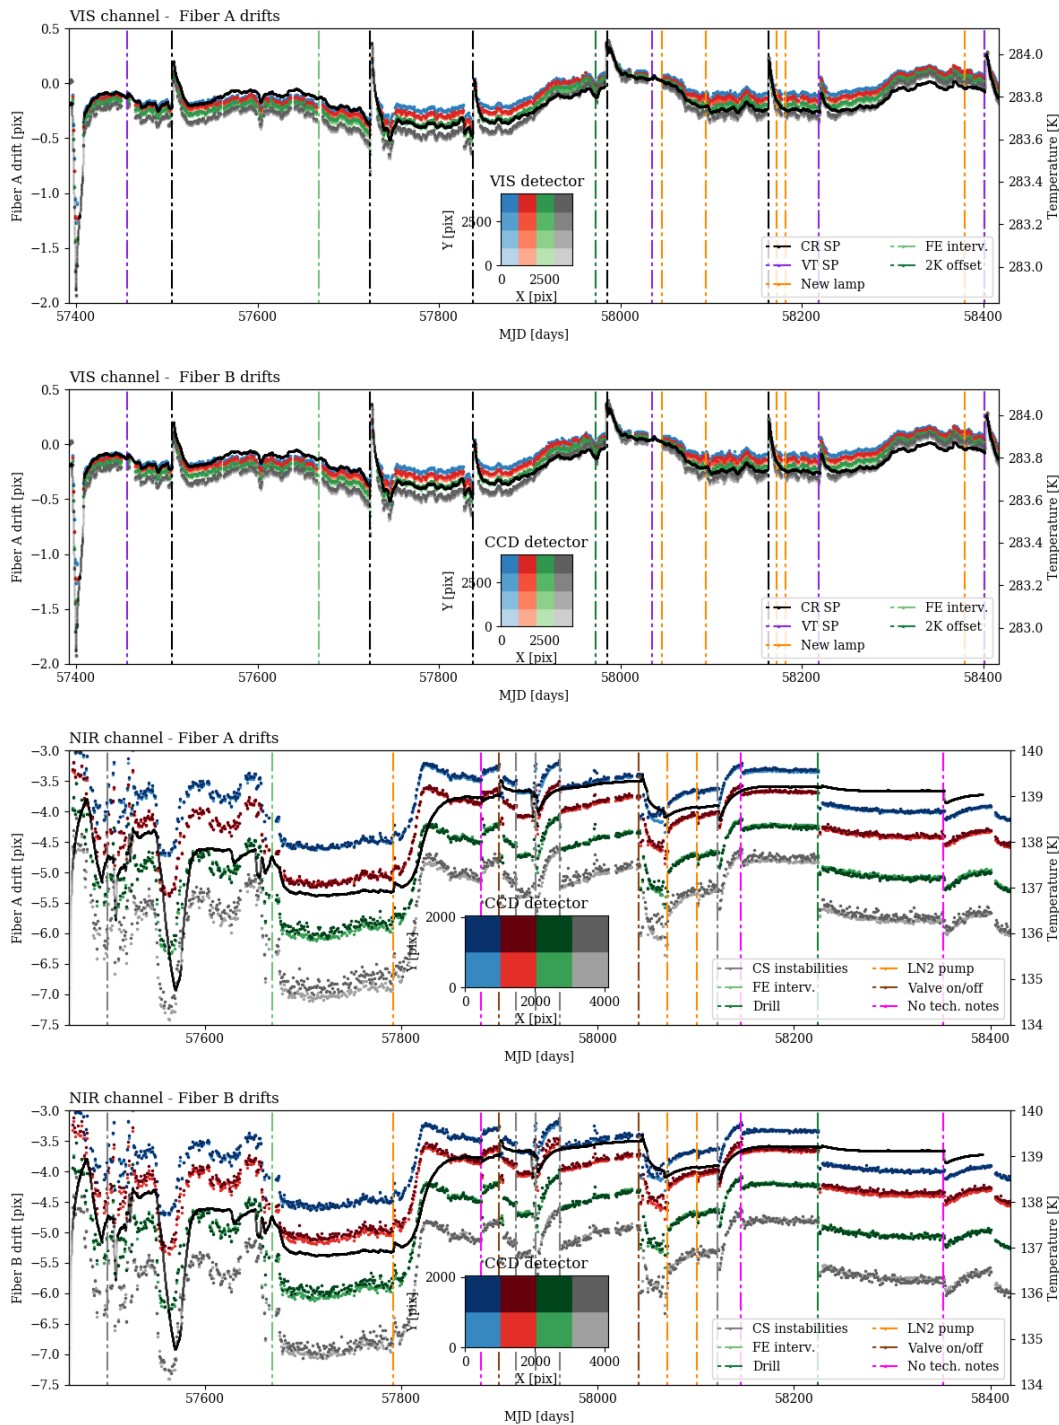 VIS channel -  Fiber A drifts
0.5
0.0
−0.5
−1.0
−1.5
−2.0
Fiber A drift [pix]
284.0
283.8
283.6
283.4
283.2
283.0
Temperature [K]
VIS detector
2500
0
Y [pix]
0 2500
X [pix]
CR SP
VT SP
New lamp
FE interv.
2K offset
57400 57600 57800 58000 58200 58400
MJD [days]
VIS channel -  Fiber B drifts
0.5
0.0
−0.5
−1.0
−1.5
−2.0
Fiber A drift [pix]
284.0
283.8
283.6
283.4
283.2
283.0
Temperature [K]
CCD detector
2500
0
Y [pix]
0 2500
X [pix]
CR SP
VT SP
New lamp
FE interv.
2K offset
57400 57600 57800 58000 58200 58400
MJD [days]
NIR channel - Fiber A drifts
−3.0
−3.5
−4.0
−4.5
−5.0
−5.5
−6.0
−6.5
−7.0
−7.5
Fiber A drift [pix]
140
139
138
137
136
135
134
Temperature [K]
CCD detector
2000
0
Y [pix]
0 2000 4000
X [pix]
CS instabilities
FE interv.
Drill
LN2 pump
Valve on/off
No tech. notes
57600 57800 58000 58200 58400
MJD [days]
NIR channel - Fiber B drifts
−3.0
−3.5
−4.0
−4.5
−5.0
−5.5
−6.0
−6.5
−7.0
−7.5
Fiber B drift [pix]
140
139
138
137
136
135
134
Temperature [K]
CCD detector
2000
0
Y [pix]
0 2000 4000
X [pix]
CS instabilities
FE interv.
Drill
LN2 pump
Valve on/off
No tech. notes
57600 57800 58000 58200 58400
MJD [days]